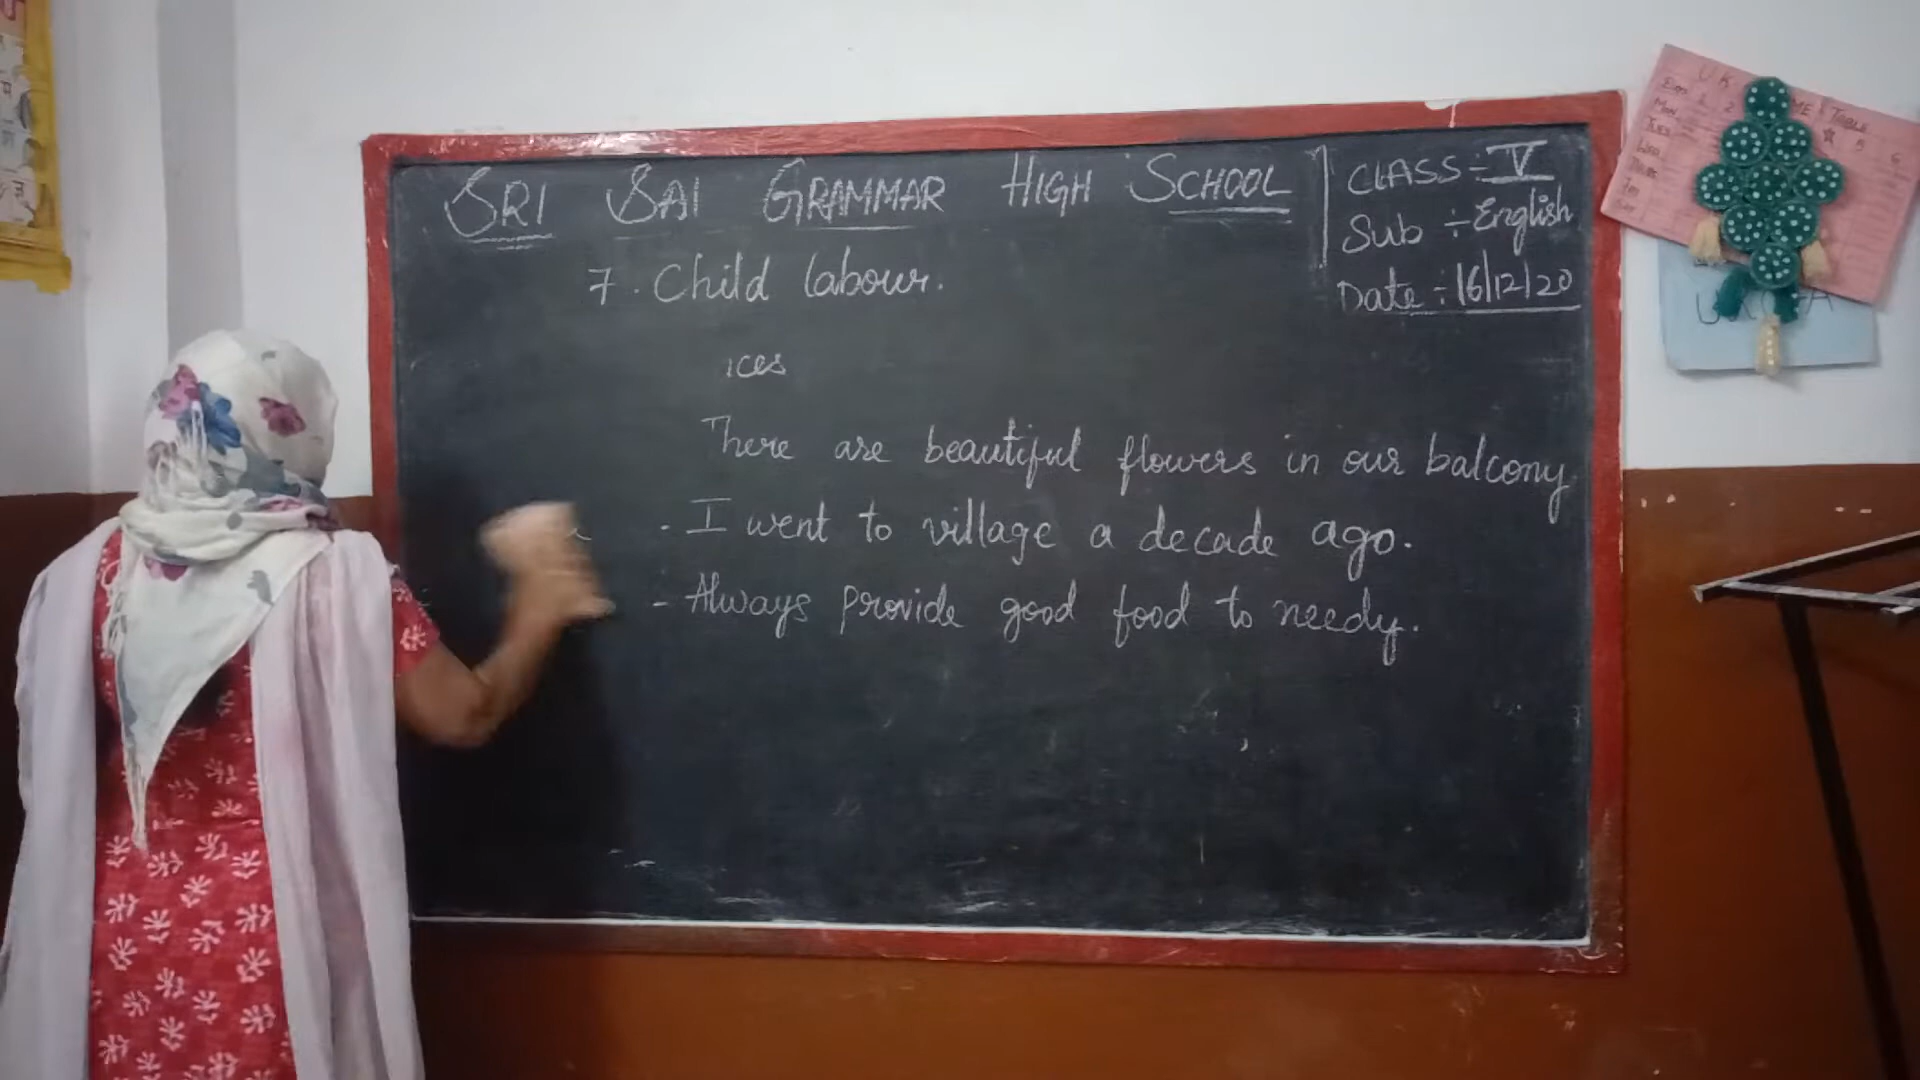 SRI SAI GRAMMAR HIGH SCHOOL
CLASS :- V
Sub :- English
Date :- 16/12/20
7. Child labour.
ices
There are beautiful flowers in our balcony
- I went to village a decade ago.
- Always provide good food to needy.
TABLE